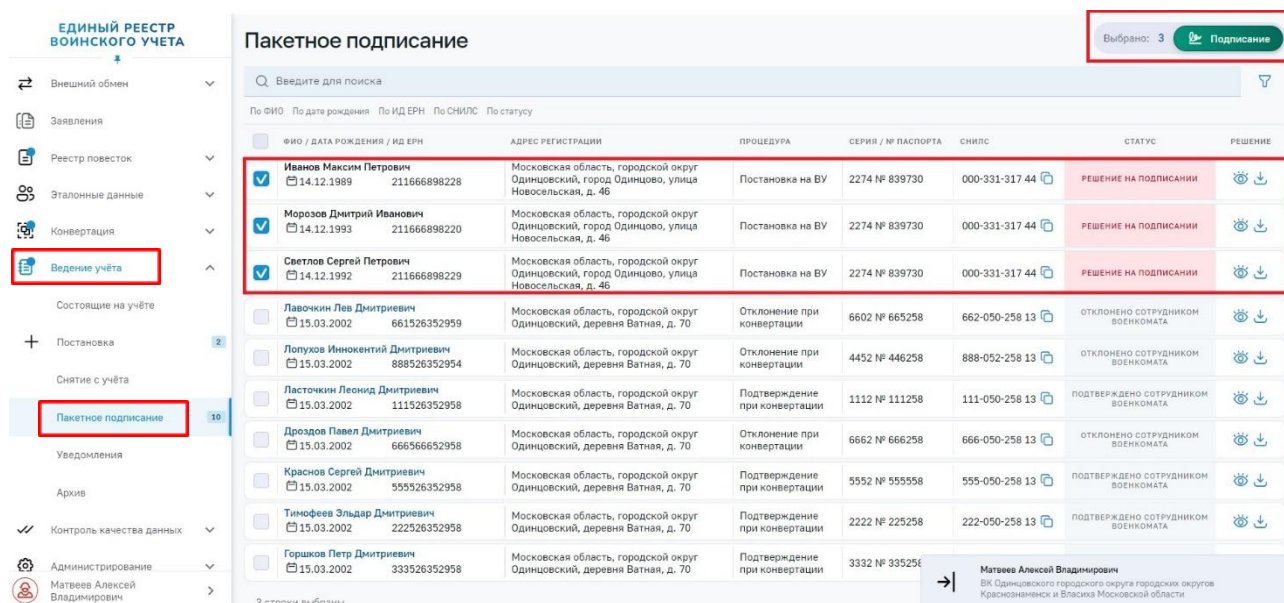 ЕДИНЫЙ РЕЕСТР
ВОИНСКОГО УЧЕТА
Внешний обмен
Заявления
Реестр повесток
Эталонные данные
Конвертация
Ведение учёта
Состоящие на учёте
Постановка 2
Снятие с учёта
Пакетное подписание 10
Уведомления
Архив
Контроль качества данных
Администрирование
Матвеев Алексей
Владимирович
Пакетное подписание
Выбрано: 3 Подписание
Введите для поиска
По ФИО По дате рождения По ИД ЕРН По СНИЛС По статусу
ФИО / ДАТА РОЖДЕНИЯ / ИД ЕРН АДРЕС РЕГИСТРАЦИИ ПРОЦЕДУРА СЕРИЯ / № ПАСПОРТА СНИЛС СТАТУС РЕШЕНИЕ
Иванов Максим Петрович
14.12.1989 211666898228
Московская область, городской округ
Одинцовский, город Одинцово, улица
Новосельская, д. 46
Постановка на ВУ
2274 № 839730
000-331-317 44
РЕШЕНИЕ НА ПОДПИСАНИИ
Морозов Дмитрий Иванович
14.12.1993 211666898220
Московская область, городской округ
Одинцовский, город Одинцово, улица
Новосельская, д. 46
Постановка на ВУ
2274 № 839730
000-331-317 44
РЕШЕНИЕ НА ПОДПИСАНИИ
Светлов Сергей Петрович
14.12.1992 211666898229
Московская область, городской округ
Одинцовский, город Одинцово, улица
Новосельская, д. 46
Постановка на ВУ
2274 № 839730
000-331-317 44
РЕШЕНИЕ НА ПОДПИСАНИИ
Лавочкин Лев Дмитриевич
15.03.2002 661526352959
Московская область, городской округ
Одинцовский, деревня Ватная, д. 70
Отклонение при
конвертации
6602 № 665258
662-050-258 13
ОТКЛОНЕНО СОТРУДНИКОМ
ВОЕНКОМАТА
Лопухов Иннокентий Дмитриевич
15.03.2002 888526352954
Московская область, городской округ
Одинцовский, деревня Ватная, д. 70
Отклонение при
конвертации
4452 № 446258
888-052-258 13
ОТКЛОНЕНО СОТРУДНИКОМ
ВОЕНКОМАТА
Ласточкин Леонид Дмитриевич
15.03.2002 111526352958
Московская область, городской округ
Одинцовский, деревня Ватная, д. 70
Подтверждение
при конвертации
1112 № 111258
111-050-258 13
ПОДТВЕРЖДЕНО СОТРУДНИКОМ
ВОЕНКОМАТА
Дроздов Павел Дмитриевич
15.03.2002 666566652958
Московская область, городской округ
Одинцовский, деревня Ватная, д. 70
Отклонение при
конвертации
6662 № 666258
666-050-258 13
ОТКЛОНЕНО СОТРУДНИКОМ
ВОЕНКОМАТА
Краснов Сергей Дмитриевич
15.03.2002 555526352958
Московская область, городской округ
Одинцовский, деревня Ватная, д. 70
Подтверждение
при конвертации
5552 № 555558
555-050-258 13
ПОДТВЕРЖДЕНО СОТРУДНИКОМ
ВОЕНКОМАТА
Тимофеев Эльдар Дмитриевич
15.03.2002 222526352958
Московская область, городской округ
Одинцовский, деревня Ватная, д. 70
Подтверждение
при конвертации
2222 № 225258
222-050-258 13
ПОДТВЕРЖДЕНО СОТРУДНИКОМ
ВОЕНКОМАТА
Горшков Петр Дмитриевич
15.03.2002 333526352958
Московская область, городской округ
Одинцовский, деревня Ватная, д. 70
Подтверждение
при конвертации
3332 № 335258
Матвеев Алексей Владимирович
ВК Одинцовского городского округа городских округов
Краснознаменск и Власиха Московской области
3 строки выбраны